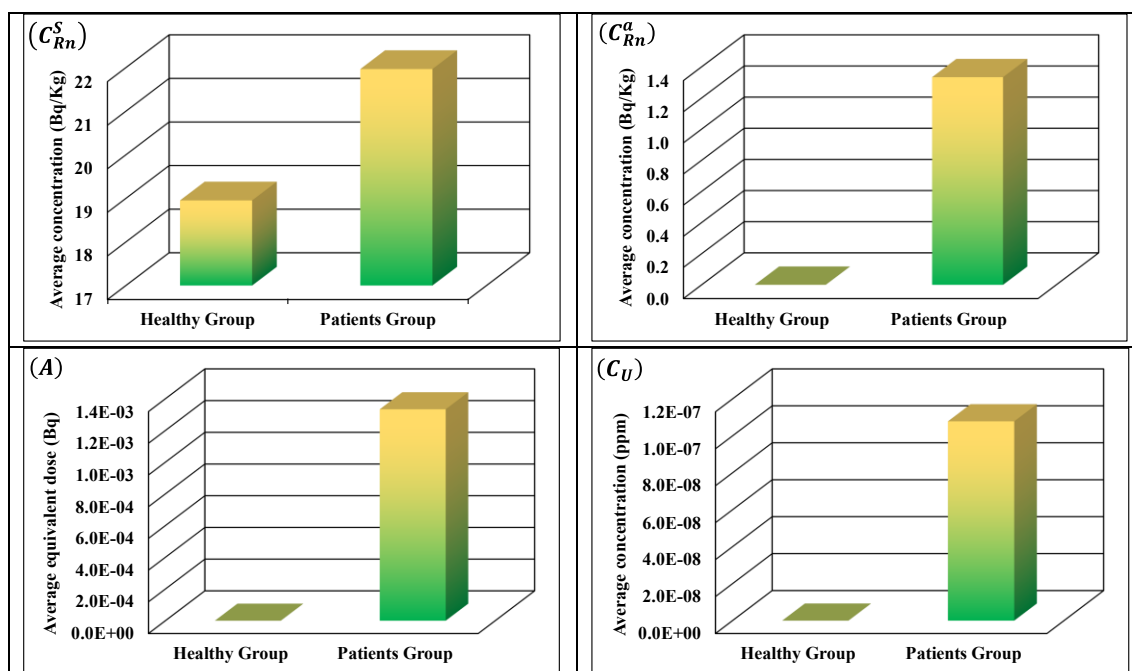 (C_{Rn}^{S})
Average concentration (Bq/Kg)
22
21
20
19
18
17
Healthy Group Patients Group
(C_{Rn}^{a})
Average concentration (Bq/Kg)
1.4
1.2
1.0
0.8
0.6
0.4
0.2
0.0
Healthy Group Patients Group
(A)
Average equivalent dose (Bq)
1.4E-03
1.2E-03
1.0E-03
8.0E-04
6.0E-04
4.0E-04
2.0E-04
0.0E+00
Healthy Group Patients Group
(C_U)
Average concentration (ppm)
1.2E-07
1.0E-07
8.0E-08
6.0E-08
4.0E-08
2.0E-08
0.0E+00
Healthy Group Patients Group